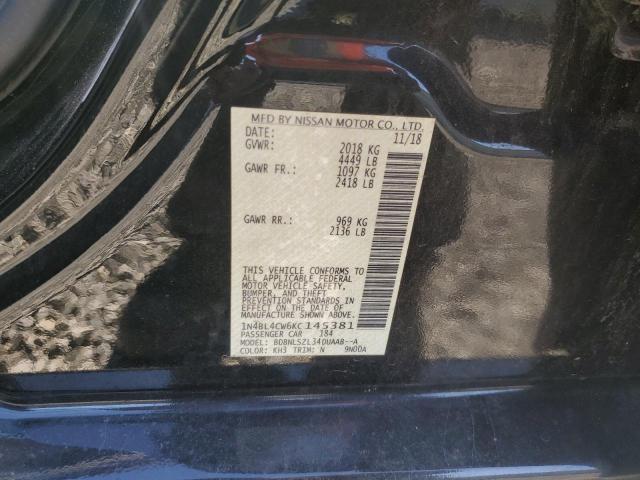 MFD BY NISSAN MOTOR CO., LTD.
DATE: 11/18
GVWR: 2018 KG
4449 LB
GAWR FR.: 1097 KG
2418 LB
GAWR RR.: 969 KG
2136 LB
THIS VEHICLE CONFORMS TO
ALL APPLICABLE FEDERAL
MOTOR VEHICLE SAFETY,
BUMPER, AND THEFT
PREVENTION STANDARDS IN
EFFECT ON THE DATE OF
MANUFACTURE SHOWN ABOVE.
1N4BL4CW6KC145381
PASSENGER CAR 184
MODEL: BDBNLSZL34DUAAB--A
COLOR: KH3 TRIM: N 9N00A